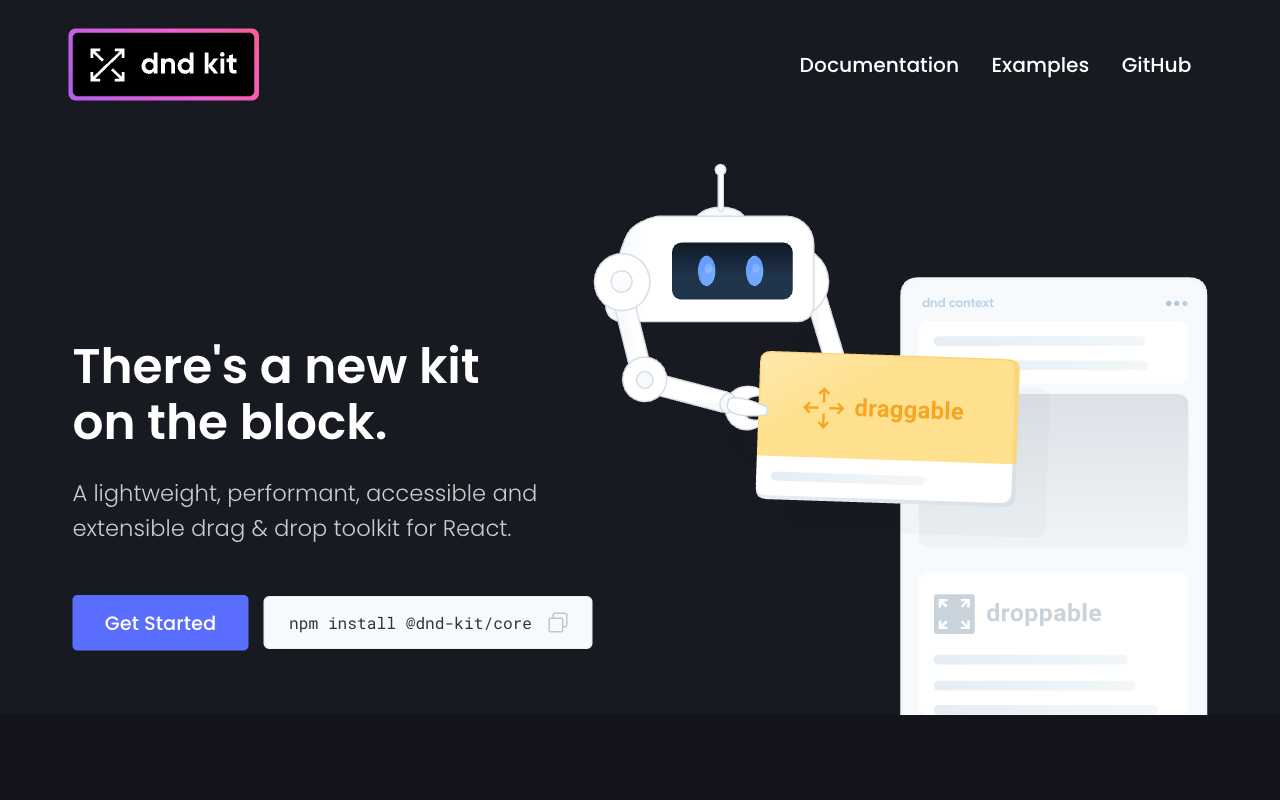 dnd kit
Documentation Examples GitHub
dnd context
There's a new kit
on the block.
draggable
A lightweight, performant, accessible and
extensible drag & drop toolkit for React.
droppable
Get Started
npm install @dnd-kit/core